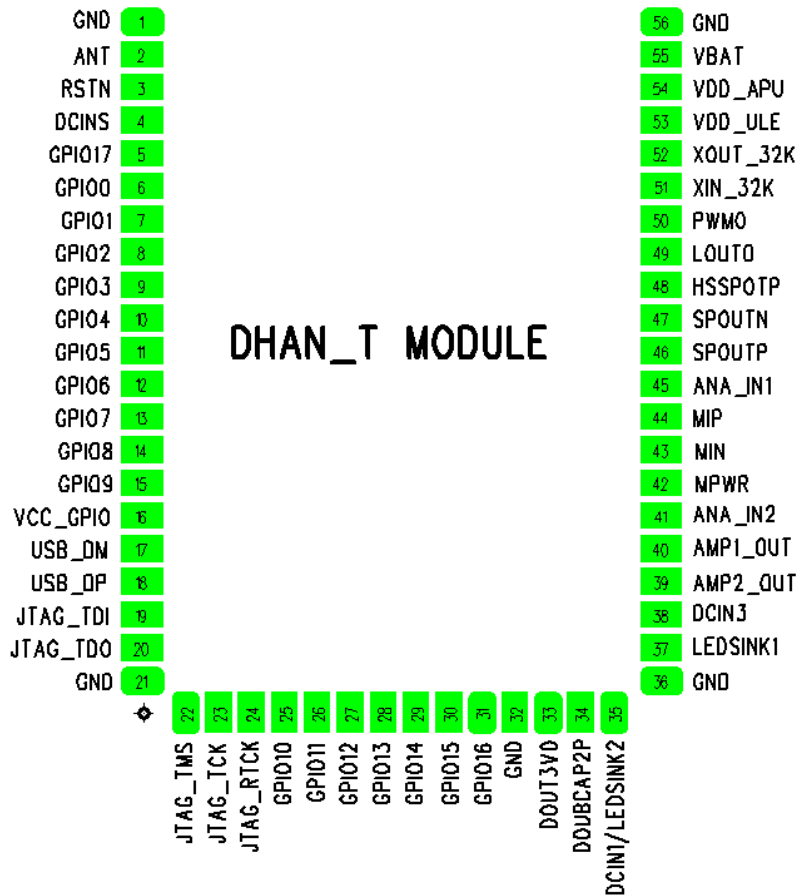 GND 1
ANT 2
RSTN 3
DCINS 4
GPIO17 5
GPIO0 6
GPIO1 7
GPIO2 8
GPIO3 9
GPIO4 10
GPIO5 11
GPIO6 12
GPIO7 13
GPIO8 14
GPIO9 15
VCC_GPIO 16
USB_DM 17
USB_DP 18
JTAG_TDI 19
JTAG_TDO 20
GND 21
DHAN_T MODULE
56 GND
55 VBAT
54 VDD_APU
53 VDD_ULE
52 XOUT_32K
51 XIN_32K
50 PWM0
49 LOUT0
48 HSSPOTP
47 SPOUTN
46 SPOUTP
45 ANA_IN1
44 MIP
43 MIN
42 MPWR
41 ANA_IN2
40 AMP1_OUT
39 AMP2_OUT
38 DCIN3
37 LEDSINK1
36 GND
22 JTAG_TMS
23 JTAG_TCK
24 JTAG_RTCK
25 GPIO10
26 GPIO11
27 GPIO12
28 GPIO13
29 GPIO14
30 GPIO15
31 GPIO16
32 GND
33 DOUT3VD
34 DOUBCAP2P
35 DCIN1/LEDSINK2